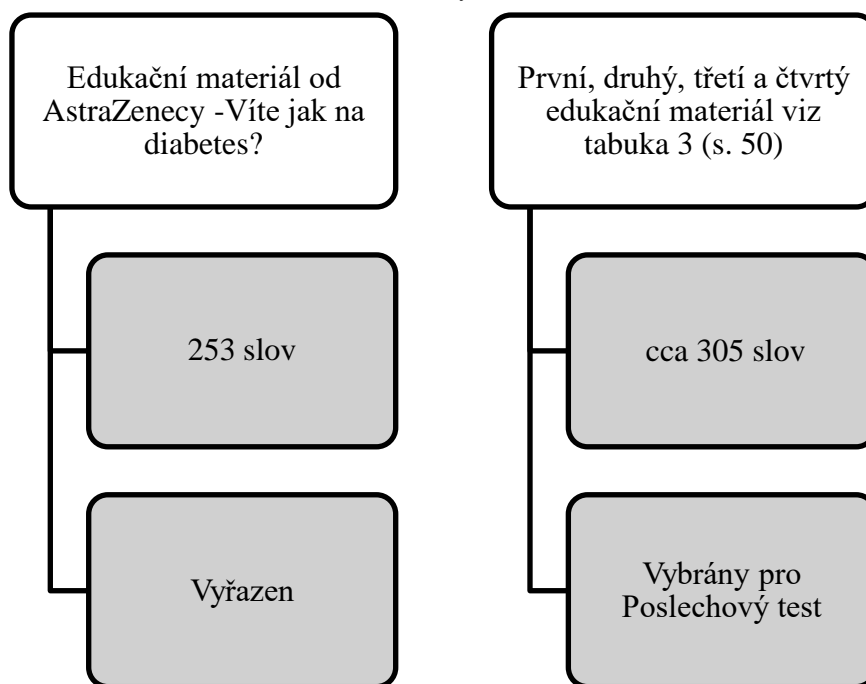 Edukační materiál od
AstraZenecy -Víte jak na
diabetes?
253 slov
Vyřazen
První, druhý, třetí a čtvrtý
edukační materiál viz
tabuka 3 (s. 50)
cca 305 slov
Vybrány pro
Poslechový test